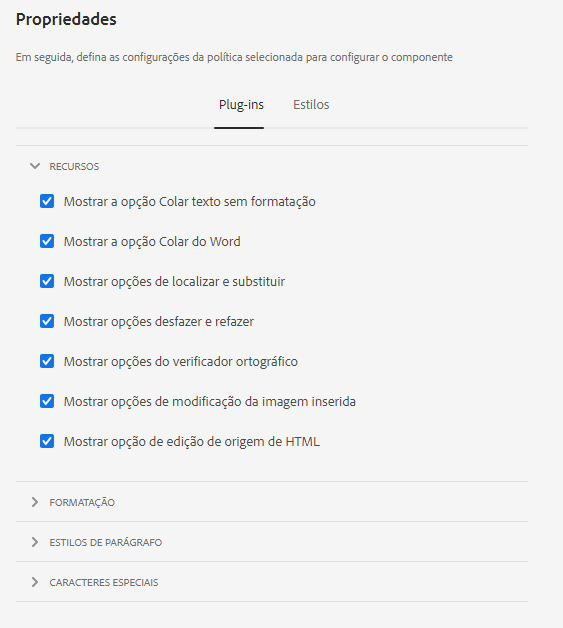 Propriedades
Em seguida, defina as configurações da política selecionada para configurar o componente
Plug-ins Estilos
RECURSOS
Mostrar a opção Colar texto sem formatação
Mostrar a opção Colar do Word
Mostrar opções de localizar e substituir
Mostrar opções desfazer e refazer
Mostrar opções do verificador ortográfico
Mostrar opções de modificação da imagem inserida
Mostrar opção de edição de origem de HTML
FORMATAÇÃO
ESTILOS DE PARÁGRAFO
CARACTERES ESPECIAIS